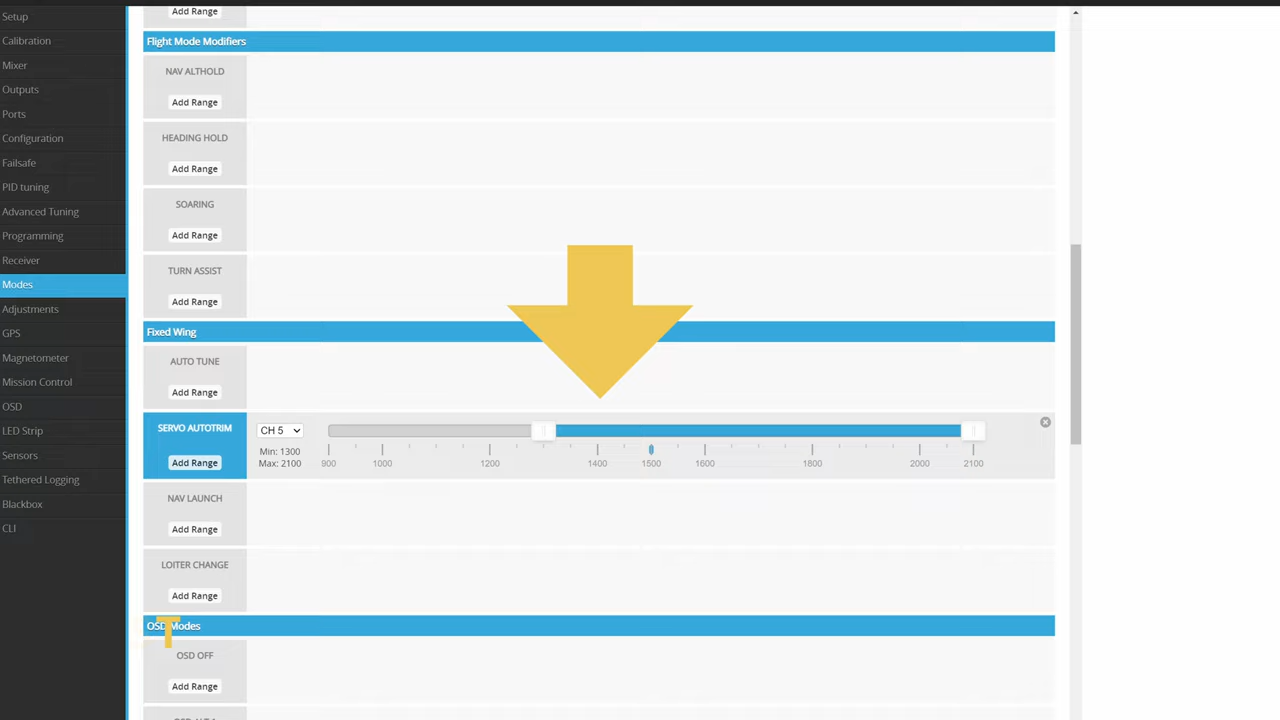 Setup
Calibration
Mixer
Outputs
Ports
Configuration
Failsafe
PID tuning
Advanced Tuning
Programming
Receiver
Modes
Adjustments
GPS
Magnetometer
Mission Control
OSD
LED Strip
Sensors
Tethered Logging
Blackbox
CLI
Add Range
Flight Mode Modifiers
NAV ALTHOLD
Add Range
HEADING HOLD
Add Range
SOARING
Add Range
TURN ASSIST
Add Range
Fixed Wing
AUTO TUNE
Add Range
SERVO AUTOTRIM
Add Range
CH 5
Min: 1300
Max: 2100
900 1000 1200 1400 1500 1600 1800 2000 2100
NAV LAUNCH
Add Range
LOITER CHANGE
Add Range
OSD Modes
T
OSD OFF
Add Range